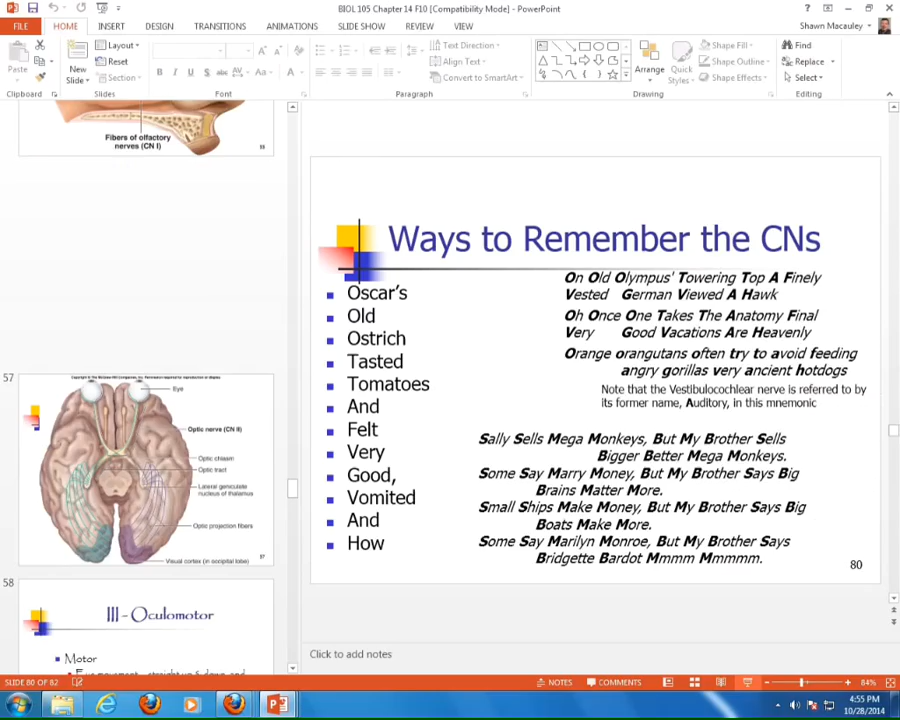 BIOL 105 Chapter 14 F10 [Compatibility Mode] - PowerPoint
FILE HOME INSERT DESIGN TRANSITIONS ANIMATIONS SLIDE SHOW REVIEW VIEW
Shawn Macauley
Paste
Clipboard
New
Slide
Layout
Reset
Section
Slides
Font
Text Direction
Align Text
Convert to SmartArt
Paragraph
Arrange
Quick
Styles
Shape Fill
Shape Outline
Shape Effects
Drawing
Find
Replace
Select
Editing
Fibers of olfactory
nerves (CN I)
57
Eye
Optic nerve (CN II)
Optic chiasm
Optic tract
Lateral geniculate
nucleus of thalamus
Optic projection fibers
Visual cortex (in occipital lobe)
58
III - Oculomotor
Motor
Ways to Remember the CNs
Oscar's
Old
Ostrich
Tasted
Tomatoes
And
Felt
Very
Good,
Vomited
And
How
On Old Olympus' Towering Top A Finely
Vested German Viewed A Hawk
Oh Once One Takes The Anatomy Final
Very Good Vacations Are Heavenly
Orange orangutans often try to avoid feeding
angry gorillas very ancient hotdogs
Note that the Vestibulocochlear nerve is referred to by
its former name, Auditory, in this mnemonic
Sally Sells Mega Monkeys, But My Brother Sells
Bigger Better Mega Monkeys.
Some Say Marry Money, But My Brother Says Big
Brains Matter More.
Small Ships Make Money, But My Brother Says Big
Boats Make More.
Some Say Marilyn Monroe, But My Brother Says
Bridgette Bardot Mmmm Mmmmm.
80
Click to add notes
SLIDE 80 OF 82
NOTES
COMMENTS
84%
4:55 PM
10/28/2014